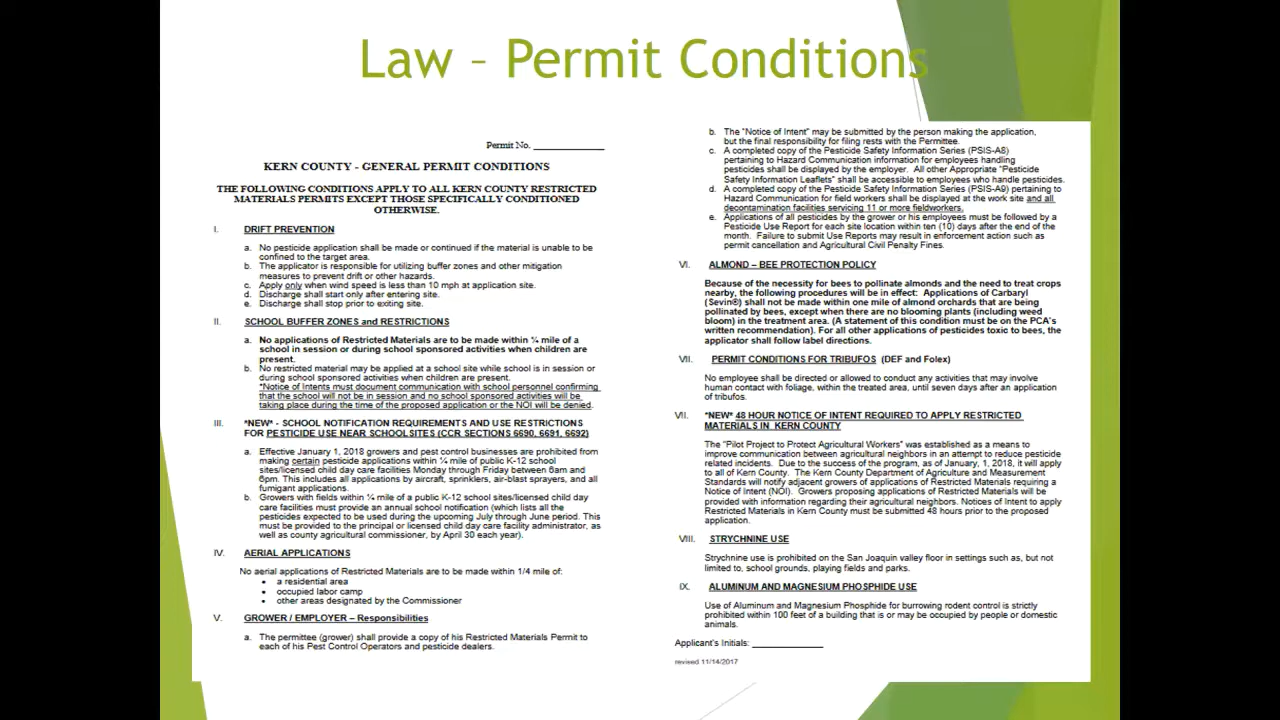 Law – Permit Conditions
Permit No. ___________
KERN COUNTY - GENERAL PERMIT CONDITIONS
THE FOLLOWING CONDITIONS APPLY TO ALL KERN COUNTY RESTRICTED
MATERIALS PERMITS EXCEPT THOSE SPECIFICALLY CONDITIONED
OTHERWISE.
I. DRIFT PREVENTION
a. No pesticide application shall be made or continued if the material is unable to be
confined to the target area.
b. The applicator is responsible for utilizing buffer zones and other mitigation
measures to prevent drift or other hazards.
c. Apply only when wind speed is less than 10 mph at application site.
d. Discharge shall start only after entering site.
e. Discharge shall stop prior to exiting site.
II. SCHOOL BUFFER ZONES and RESTRICTIONS
a. No applications of Restricted Materials are to be made within ¼ mile of a
school in session or during school sponsored activities when children are
present.
b. No restricted material may be applied at a school site while school is in session or
during school sponsored activities when children are present.
*Notice of Intents must document communication with school personnel confirming
that the school will not be in session and no school sponsored activities will be
taking place during the time of the proposed application or the NOI will be denied.
III. *NEW* - SCHOOL NOTIFICATION REQUIREMENTS AND USE RESTRICTIONS
FOR PESTICIDE USE NEAR SCHOOLSITES (CCR SECTIONS 6690, 6691, 6692)
a. Effective January 1, 2018 growers and pest control businesses are prohibited from
making certain pesticide applications within ¼ mile of public K-12 school
sites/licensed child day care facilities Monday through Friday between 6am and
6pm. This includes all applications by aircraft, sprinklers, air-blast sprayers, and all
fumigant applications.
b. Growers with fields within ¼ mile of a public K-12 school sites/licensed child day
care facilities must provide an annual school notification (which lists all the
pesticides expected to be used during the upcoming July through June period. This
must be provided to the principal or licensed child day care facility administrator, as
well as county agricultural commissioner, by April 30 each year).
IV. AERIAL APPLICATIONS
No aerial applications of Restricted Materials are to be made within 1/4 mile of:
• a residential area
• occupied labor camp
• other areas designated by the Commissioner
V. GROWER / EMPLOYER – Responsibilities
a. The permittee (grower) shall provide a copy of his Restricted Materials Permit to
each of his Pest Control Operators and pesticide dealers.
b. The "Notice of Intent" may be submitted by the person making the application,
but the final responsibility for filing rests with the Permittee.
c. A completed copy of the Pesticide Safety Information Series (PSIS-A8)
pertaining to Hazard Communication information for employees handling
pesticides shall be displayed by the employer. All other Appropriate "Pesticide
Safety Information Leaflets" shall be accessible to employees who handle pesticides.
d. A completed copy of the Pesticide Safety Information Series (PSIS-A9) pertaining to
Hazard Communication for field workers shall be displayed at the work site and all
decontamination facilities servicing 11 or more fieldworkers.
e. Applications of all pesticides by the grower or his employees must be followed by a
Pesticide Use Report for each site location within ten (10) days after the end of the
month. Failure to submit Use Reports may result in enforcement action such as
permit cancellation and Agricultural Civil Penalty Fines.
VI. ALMOND – BEE PROTECTION POLICY
Because of the necessity for bees to pollinate almonds and the need to treat crops
nearby, the following procedures will be in effect: Applications of Carbaryl
(Sevin®) shall not be made within one mile of almond orchards that are being
pollinated by bees, except when there are no blooming plants (including weed
bloom) in the treatment area. (A statement of this condition must be on the PCA's
written recommendation). For all other applications of pesticides toxic to bees, the
applicator shall follow label directions.
VII. PERMIT CONDITIONS FOR TRIBUFOS (DEF and Folex)
No employee shall be directed or allowed to conduct any activities that may involve
human contact with foliage, within the treated area, until seven days after an application
of tribufos.
VII. *NEW* 48 HOUR NOTICE OF INTENT REQUIRED TO APPLY RESTRICTED
MATERIALS IN KERN COUNTY
The "Pilot Project to Protect Agricultural Workers" was established as a means to
improve communication between agricultural neighbors in an attempt to reduce pesticide
related incidents. Due to the success of the program, as of January 1, 2018, it will apply
to all of Kern County. The Kern County Department of Agriculture and Measurement
Standards will notify adjacent growers of applications of Restricted Materials requiring a
Notice of Intent (NOI). Growers proposing applications of Restricted Materials will be
provided with information regarding their agricultural neighbors. Notices of Intent to apply
Restricted Materials in Kern County must be submitted 48 hours prior to the proposed
application.
VIII. STRYCHNINE USE
Strychnine use is prohibited on the San Joaquin valley floor in settings such as, but not
limited to, school grounds, playing fields and parks.
IX. ALUMINUM AND MAGNESIUM PHOSPHIDE USE
Use of Aluminum and Magnesium Phosphide for burrowing rodent control is strictly
prohibited within 100 feet of a building that is or may be occupied by people or domestic
animals.
Applicant's Initials: ___________
revised 11/14/2017